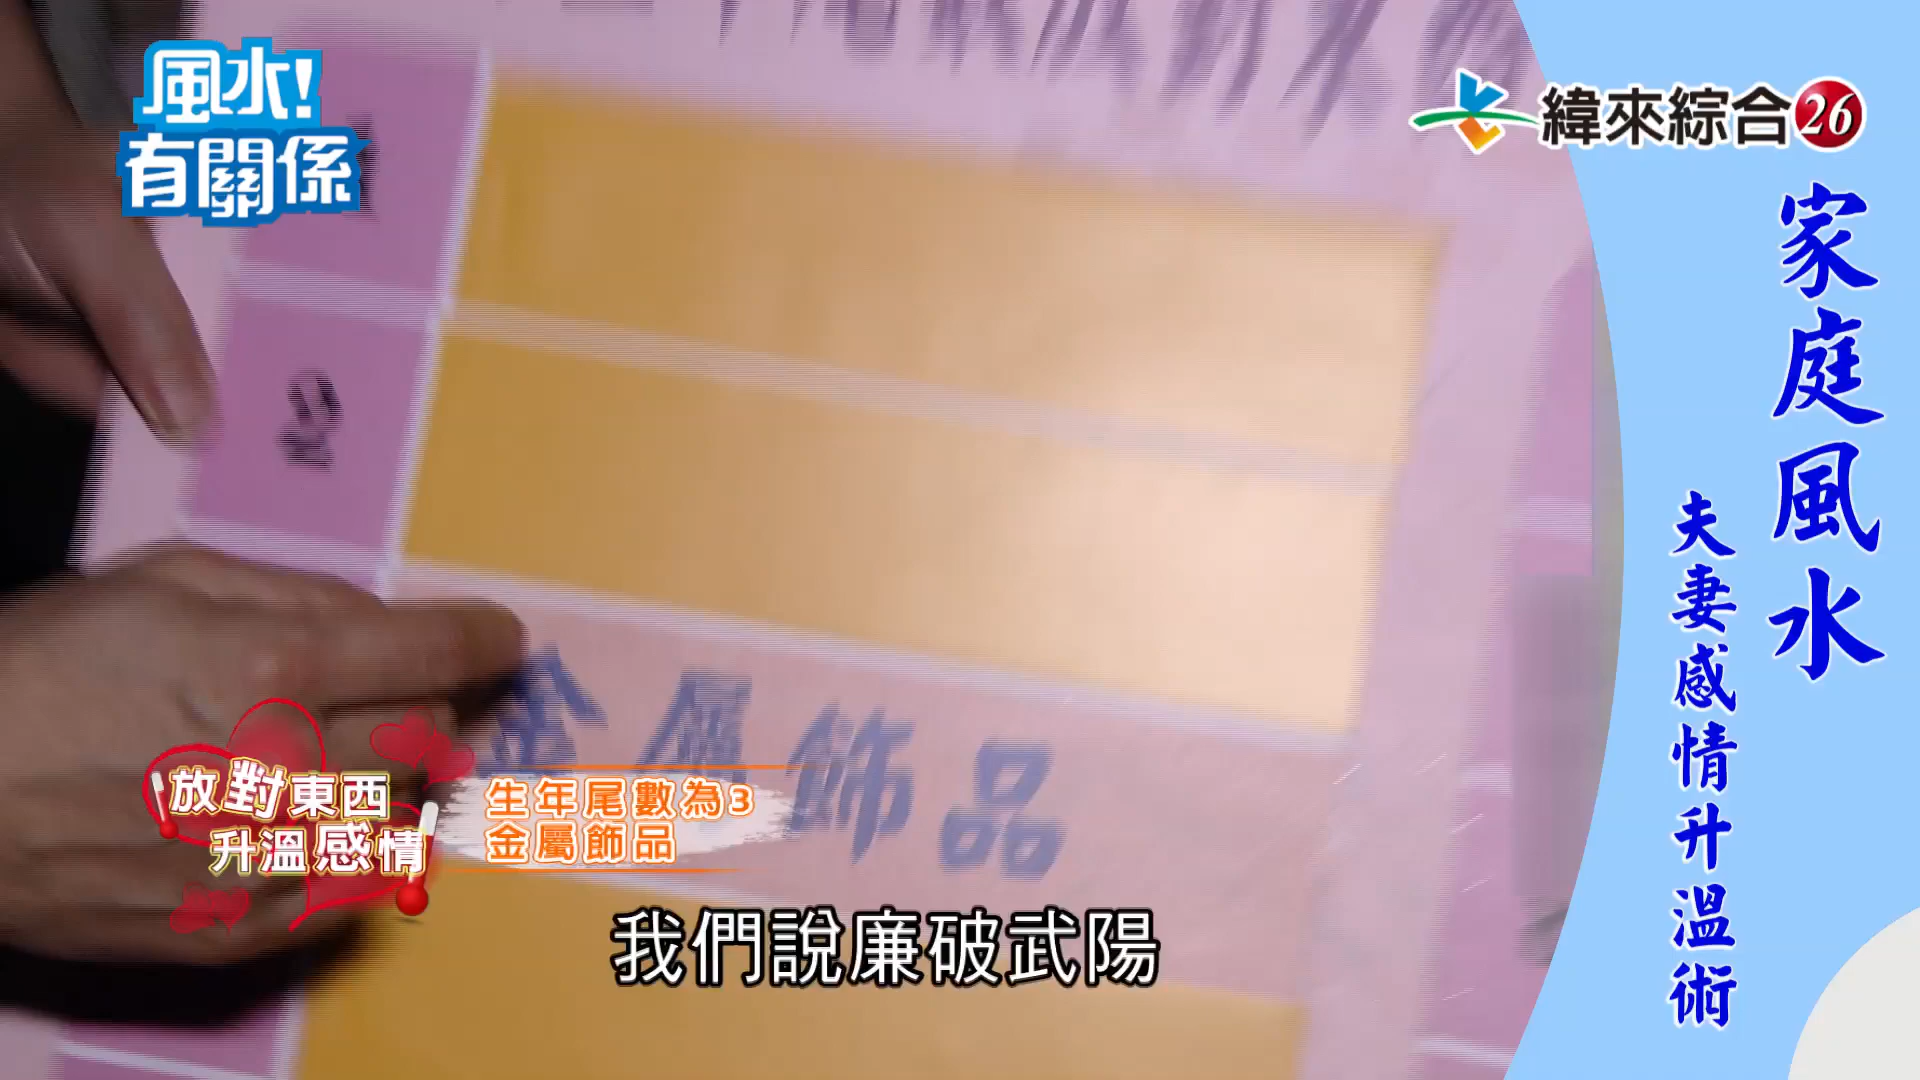 風水!
有關係
緯來綜合26
家庭風水
夫妻感情升溫術
金屬飾品
放對東西
升溫感情
生年尾數為3
金屬飾品
我們說廉破武陽